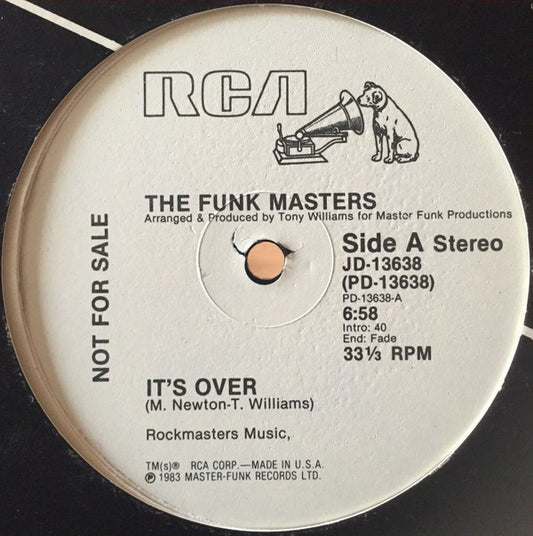 RCA
THE FUNK MASTERS
Arranged & Produced by Tony Williams for Master Funk Productions
NOT FOR SALE
Side A Stereo
JD-13638
(PD-13638)
PD-13638-A
6:58
Intro: 40
End: Fade
33⅓ RPM
IT'S OVER
(M. Newton-T. Williams)
Rockmasters Music,
TM(s)® RCA CORP.—MADE IN U.S.A.
℗ 1983 MASTER-FUNK RECORDS LTD.